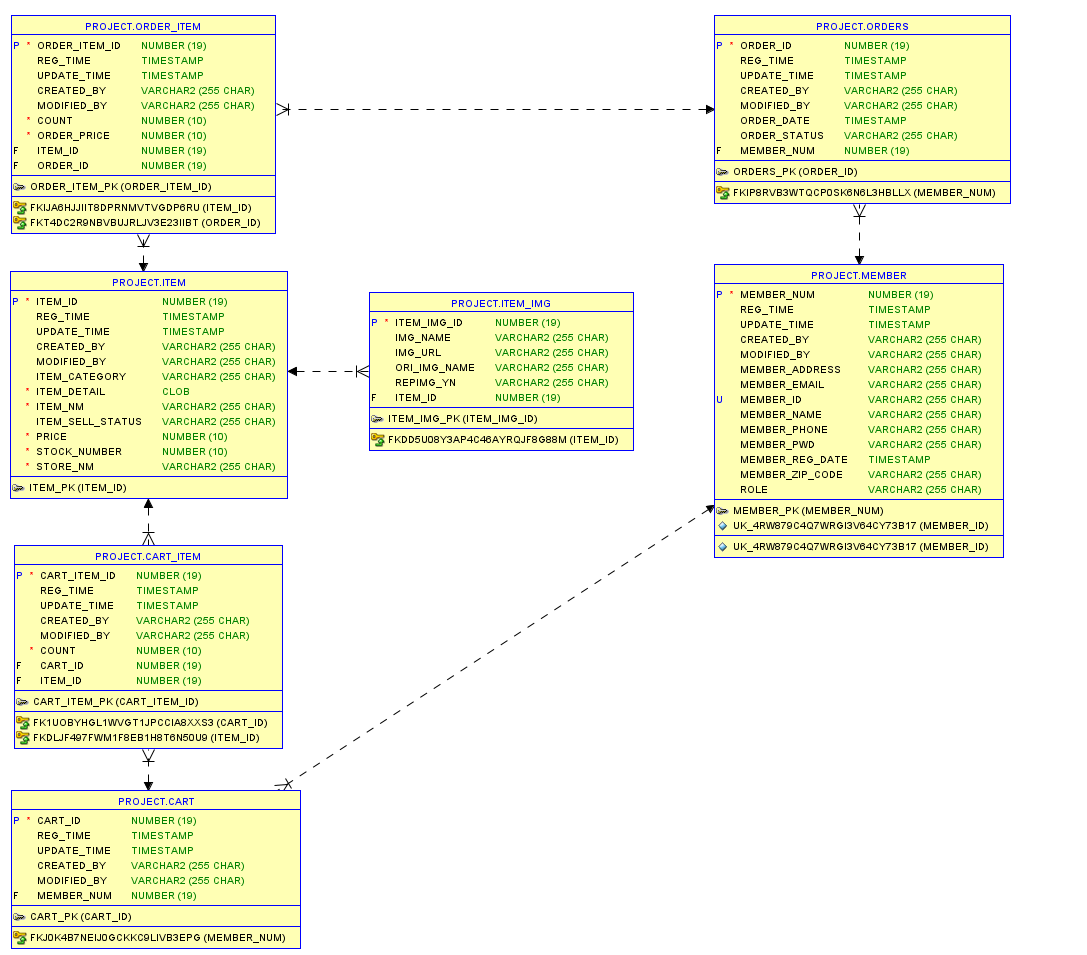 PROJECT.ORDER_ITEM
P * ORDER_ITEM_ID NUMBER (19)
REG_TIME TIMESTAMP
UPDATE_TIME TIMESTAMP
CREATED_BY VARCHAR2 (255 CHAR)
MODIFIED_BY VARCHAR2 (255 CHAR)
* COUNT NUMBER (10)
* ORDER_PRICE NUMBER (10)
F ITEM_ID NUMBER (19)
F ORDER_ID NUMBER (19)
ORDER_ITEM_PK (ORDER_ITEM_ID)
FKIJA6HJJIIT8DPRNMVTVGDP6RU (ITEM_ID)
FKT4DC2R9NBVBUJRLJV3E23IIBT (ORDER_ID)
PROJECT.ORDERS
P * ORDER_ID NUMBER (19)
REG_TIME TIMESTAMP
UPDATE_TIME TIMESTAMP
CREATED_BY VARCHAR2 (255 CHAR)
MODIFIED_BY VARCHAR2 (255 CHAR)
ORDER_DATE TIMESTAMP
ORDER_STATUS VARCHAR2 (255 CHAR)
F MEMBER_NUM NUMBER (19)
ORDERS_PK (ORDER_ID)
FKIP8RVB3WTQCP0SK6N6L3HBLLX (MEMBER_NUM)
PROJECT.ITEM
P * ITEM_ID NUMBER (19)
REG_TIME TIMESTAMP
UPDATE_TIME TIMESTAMP
CREATED_BY VARCHAR2 (255 CHAR)
MODIFIED_BY VARCHAR2 (255 CHAR)
ITEM_CATEGORY VARCHAR2 (255 CHAR)
* ITEM_DETAIL CLOB
* ITEM_NM VARCHAR2 (255 CHAR)
ITEM_SELL_STATUS VARCHAR2 (255 CHAR)
* PRICE NUMBER (10)
* STOCK_NUMBER NUMBER (10)
* STORE_NM VARCHAR2 (255 CHAR)
ITEM_PK (ITEM_ID)
PROJECT.ITEM_IMG
P * ITEM_IMG_ID NUMBER (19)
IMG_NAME VARCHAR2 (255 CHAR)
IMG_URL VARCHAR2 (255 CHAR)
ORI_IMG_NAME VARCHAR2 (255 CHAR)
REPIMG_YN VARCHAR2 (255 CHAR)
F ITEM_ID NUMBER (19)
ITEM_IMG_PK (ITEM_IMG_ID)
FKDD5U08Y3AP4C46AYRQJF8G88M (ITEM_ID)
PROJECT.MEMBER
P * MEMBER_NUM NUMBER (19)
REG_TIME TIMESTAMP
UPDATE_TIME TIMESTAMP
CREATED_BY VARCHAR2 (255 CHAR)
MODIFIED_BY VARCHAR2 (255 CHAR)
MEMBER_ADDRESS VARCHAR2 (255 CHAR)
MEMBER_EMAIL VARCHAR2 (255 CHAR)
U MEMBER_ID VARCHAR2 (255 CHAR)
MEMBER_NAME VARCHAR2 (255 CHAR)
MEMBER_PHONE VARCHAR2 (255 CHAR)
MEMBER_PWD VARCHAR2 (255 CHAR)
MEMBER_REG_DATE TIMESTAMP
MEMBER_ZIP_CODE VARCHAR2 (255 CHAR)
ROLE VARCHAR2 (255 CHAR)
MEMBER_PK (MEMBER_NUM)
UK_4RW879C4Q7WRGI3V64CY73B17 (MEMBER_ID)
UK_4RW879C4Q7WRGI3V64CY73B17 (MEMBER_ID)
PROJECT.CART_ITEM
P * CART_ITEM_ID NUMBER (19)
REG_TIME TIMESTAMP
UPDATE_TIME TIMESTAMP
CREATED_BY VARCHAR2 (255 CHAR)
MODIFIED_BY VARCHAR2 (255 CHAR)
* COUNT NUMBER (10)
F CART_ID NUMBER (19)
F ITEM_ID NUMBER (19)
CART_ITEM_PK (CART_ITEM_ID)
FK1UOBYHGL1WVGT1JPCCIA8XXS3 (CART_ID)
FKDLJF497FWM1F8EB1H8T6N50U9 (ITEM_ID)
PROJECT.CART
P * CART_ID NUMBER (19)
REG_TIME TIMESTAMP
UPDATE_TIME TIMESTAMP
CREATED_BY VARCHAR2 (255 CHAR)
MODIFIED_BY VARCHAR2 (255 CHAR)
F MEMBER_NUM NUMBER (19)
CART_PK (CART_ID)
FKJ0K4B7NEIJ0GCKKC9LIVB3EPG (MEMBER_NUM)